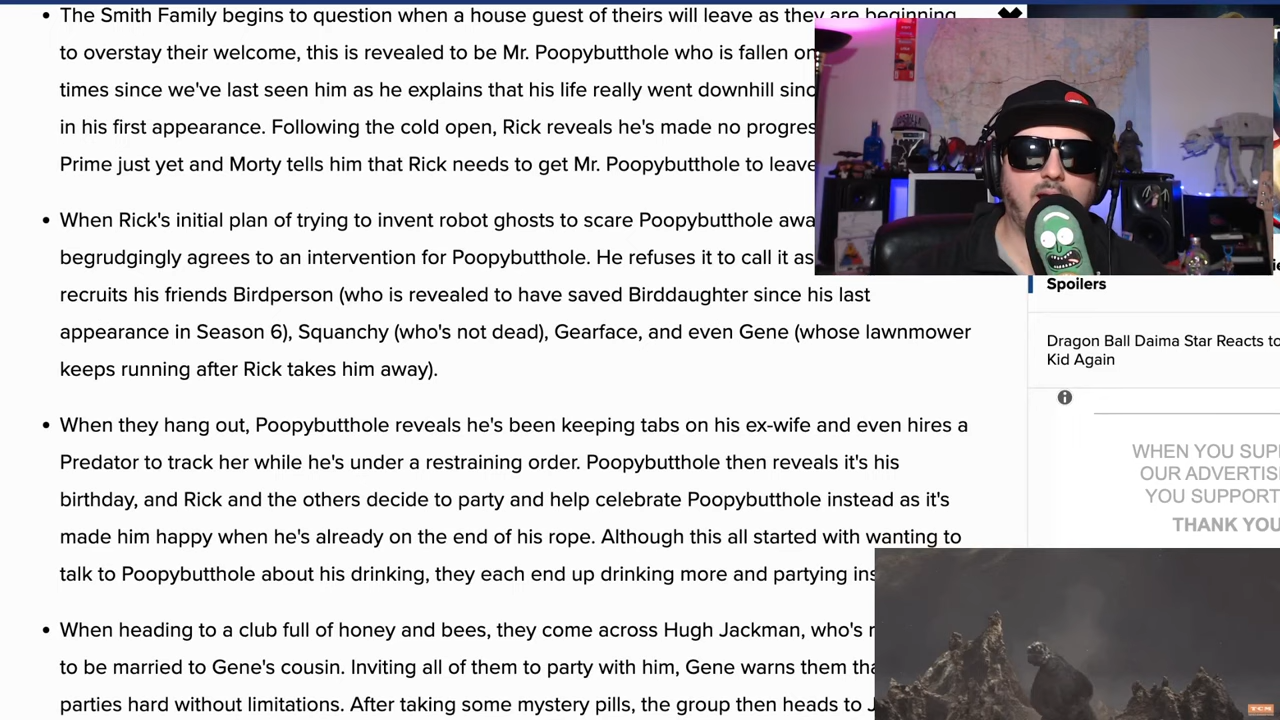 The Smith Family begins to question when a house guest of theirs will leave as they are beginning
to overstay their welcome, this is revealed to be Mr. Poopybutthole who is fallen on
times since we've last seen him as he explains that his life really went downhill sinc
in his first appearance. Following the cold open, Rick reveals he's made no progres
Prime just yet and Morty tells him that Rick needs to get Mr. Poopybutthole to leave
When Rick's initial plan of trying to invent robot ghosts to scare Poopybutthole awa
begrudgingly agrees to an intervention for Poopybutthole. He refuses it to call it as
recruits his friends Birdperson (who is revealed to have saved Birddaughter since his last
appearance in Season 6), Squanchy (who's not dead), Gearface, and even Gene (whose lawnmower
keeps running after Rick takes him away).
When they hang out, Poopybutthole reveals he's been keeping tabs on his ex-wife and even hires a
Predator to track her while he's under a restraining order. Poopybutthole then reveals it's his
birthday, and Rick and the others decide to party and help celebrate Poopybutthole instead as it's
made him happy when he's already on the end of his rope. Although this all started with wanting to
talk to Poopybutthole about his drinking, they each end up drinking more and partying ins
When heading to a club full of honey and bees, they come across Hugh Jackman, who's r
to be married to Gene's cousin. Inviting all of them to party with him, Gene warns them tha
parties hard without limitations. After taking some mystery pills, the group then heads to J
Spoilers
Dragon Ball Daima Star Reacts to
Kid Again
WHEN YOU SUP
OUR ADVERTIS
YOU SUPPORT
THANK YOU
TCM